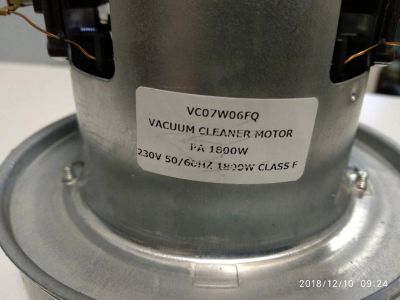 VC07W06FQ
VACUUM CLEANER MOTOR
PA 1800W
230V 50/60HZ 1800W CLASS F
2018/12/10 09:24